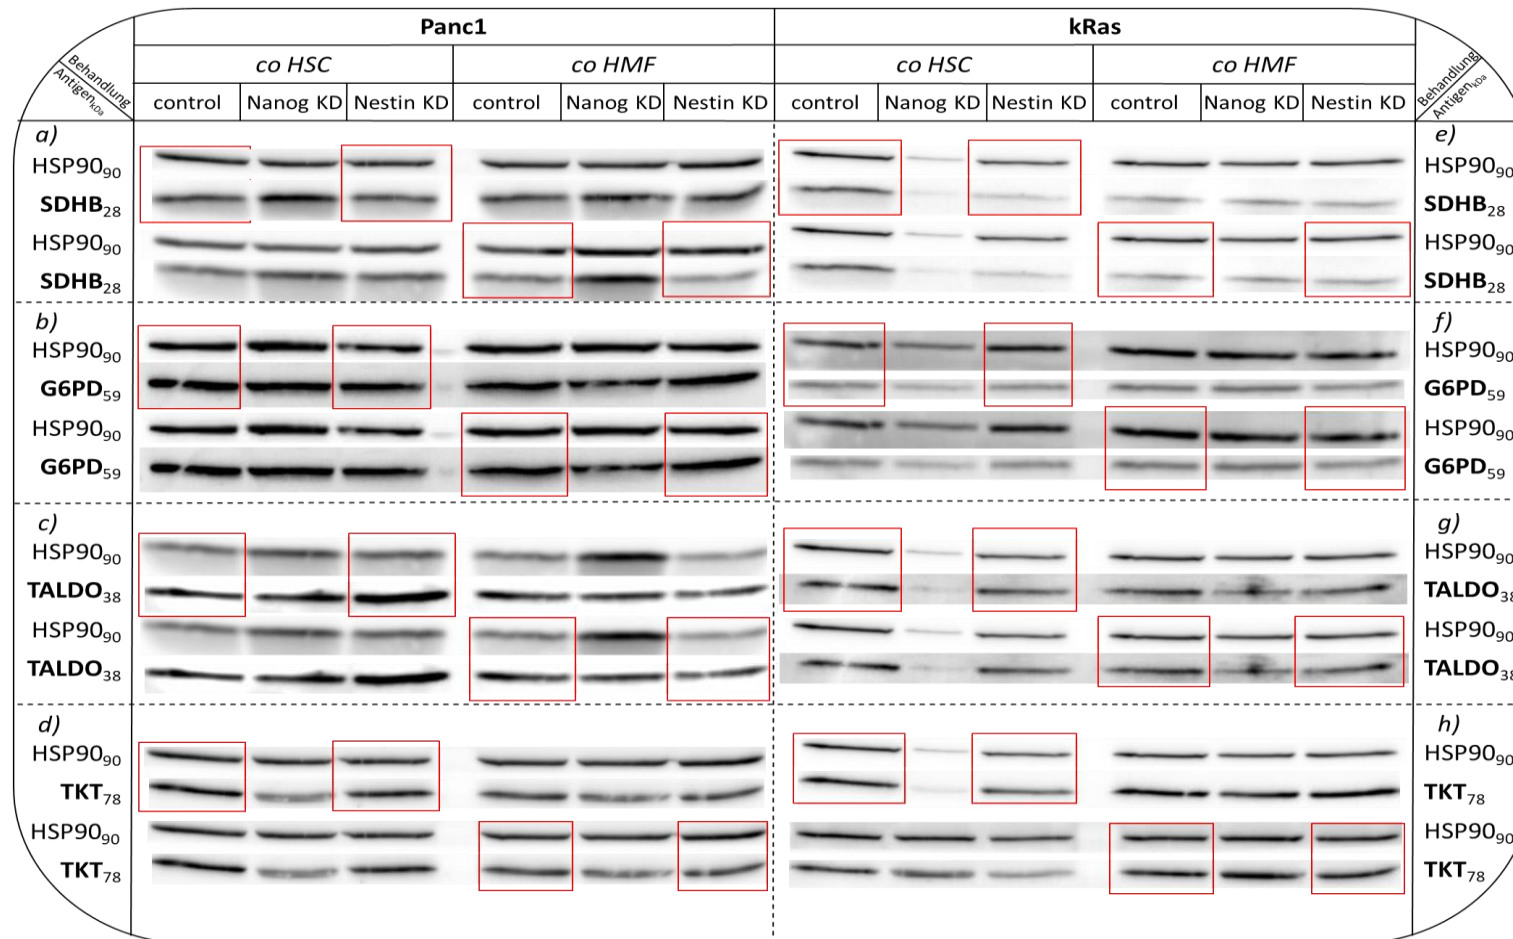 Panc1 kRas
co HSC co HMF co HSC co HMF
Behandlung
Antigen kDa
control Nanog KD Nestin KD control Nanog KD Nestin KD control Nanog KD Nestin KD control Nanog KD Nestin KD
Behandlung
Antigen kDa
a) e)
HSP90 90 HSP90 90
SDHB 28 SDHB 28
HSP90 90 HSP90 90
SDHB 28 SDHB 28
b) f)
HSP90 90 HSP90 90
G6PD 59 G6PD 59
HSP90 90 HSP90 90
G6PD 59 G6PD 59
c) g)
HSP90 90 HSP90 90
TALDO 38 TALDO 38
HSP90 90 HSP90 90
TALDO 38 TALDO 38
d) h)
HSP90 90 HSP90 90
TKT 78 TKT 78
HSP90 90 HSP90 90
TKT 78 TKT 78